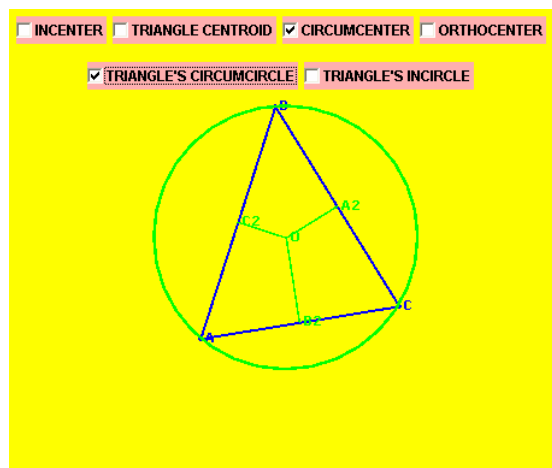 INCENTER TRIANGLE CENTROID CIRCUMCENTER ORTHOCENTER
TRIANGLE'S CIRCUMCIRCLE TRIANGLE'S INCIRCLE
B
A2
C2
O
C
B2
A